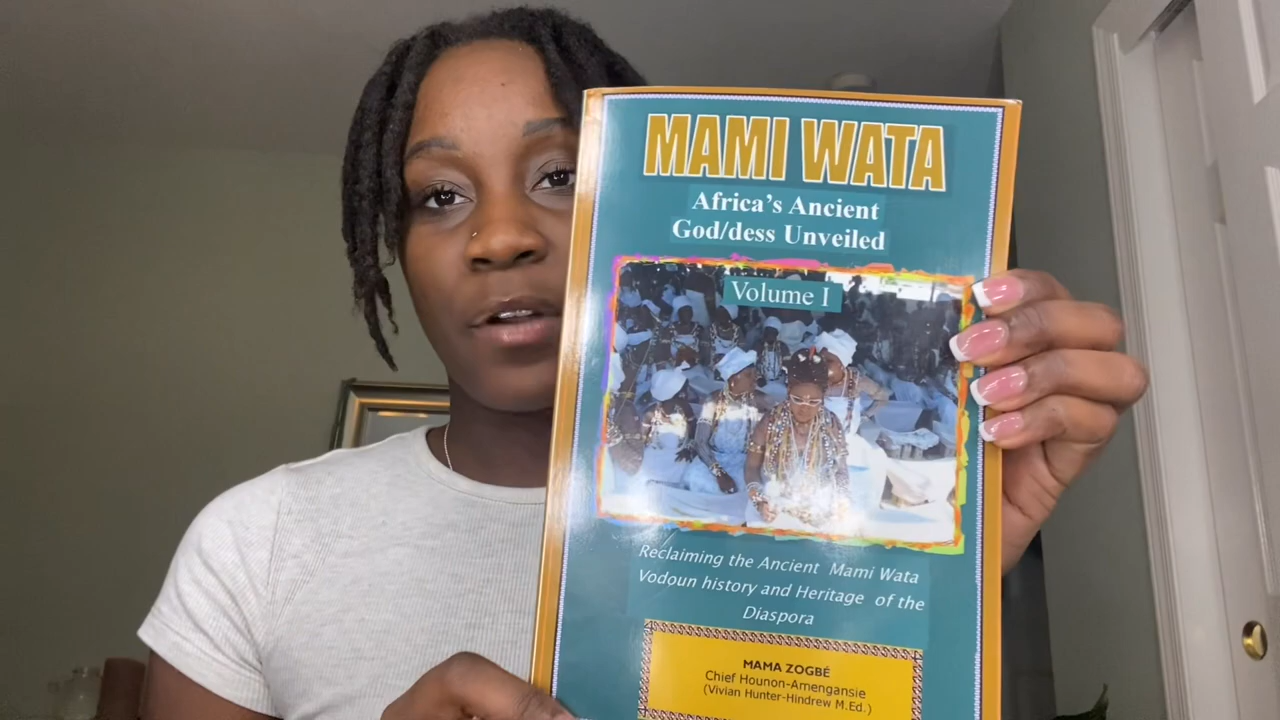 MAMI WATA
Africa's Ancient
God/dess Unveiled
Volume I
Reclaiming the Ancient Mami Wata
Vodoun history and Heritage of the
Diaspora
MAMA ZOGBÉ
Chief Hounon-Amengansie
(Vivian Hunter-Hindrew M.Ed.)